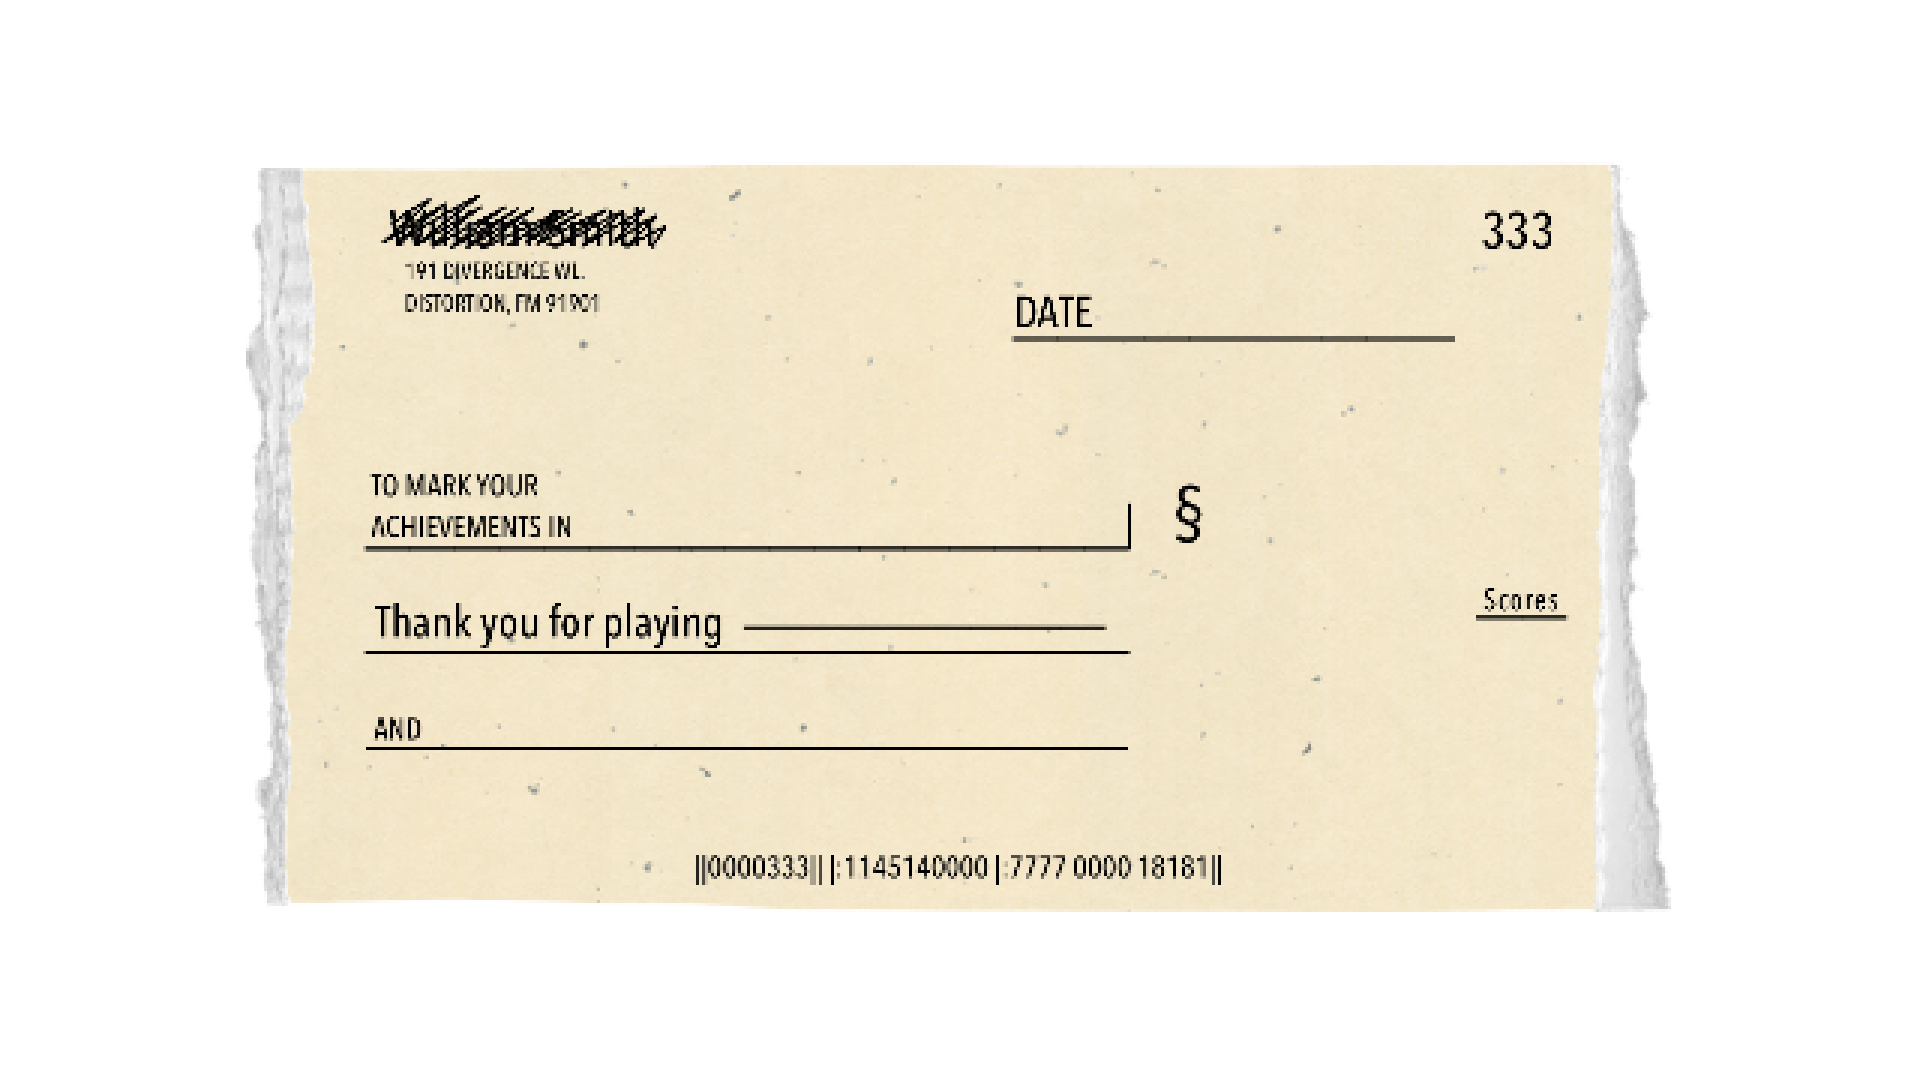 333
191 DIVERGENCE WL.
DISTORTION, FM 91901
DATE
TO MARK YOUR
ACHIEVEMENTS IN
§
Scores
Thank you for playing
AND
||0000333|| |:1145140000 |:7777 0000 18181||